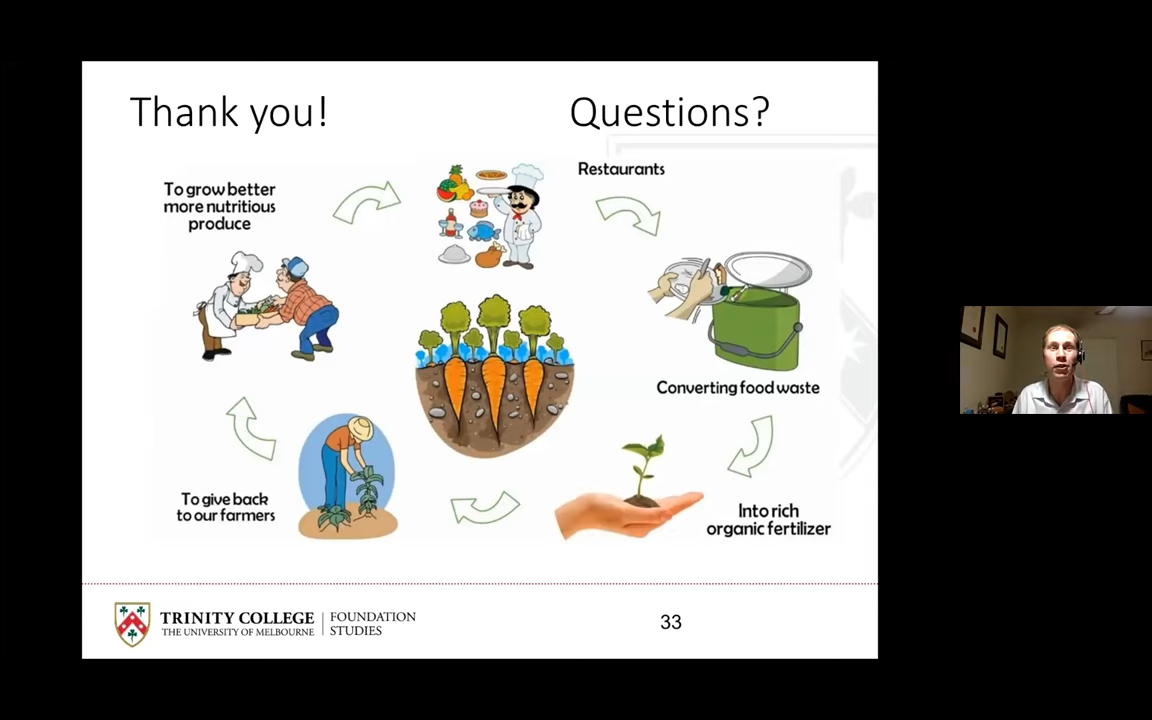 Thank you!
Questions?
Restaurants
To grow better
more nutritious
produce
Converting food waste
To give back
to our farmers
Into rich
organic fertilizer
TRINITY COLLEGE
THE UNIVERSITY OF MELBOURNE
FOUNDATION
STUDIES
33